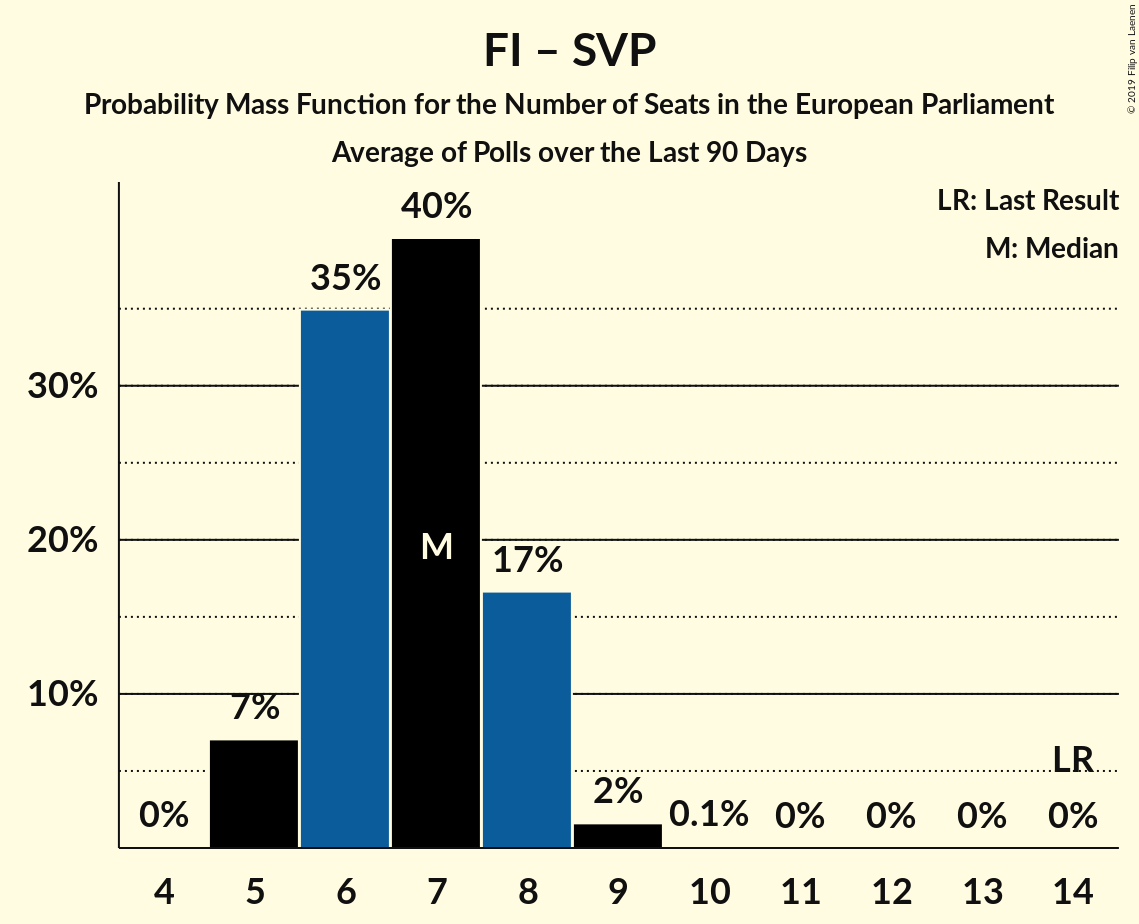 FI – SVP
Probability Mass Function for the Number of Seats in the European Parliament
Average of Polls over the Last 90 Days
© 2019 Filip van Laenen
LR: Last Result
M: Median
40%
35%
30%
20%
M
17%
10%
7%
LR
2%
0%
0.1%
0%
0%
0%
0%
4 5 6 7 8 9 10 11 12 13 14